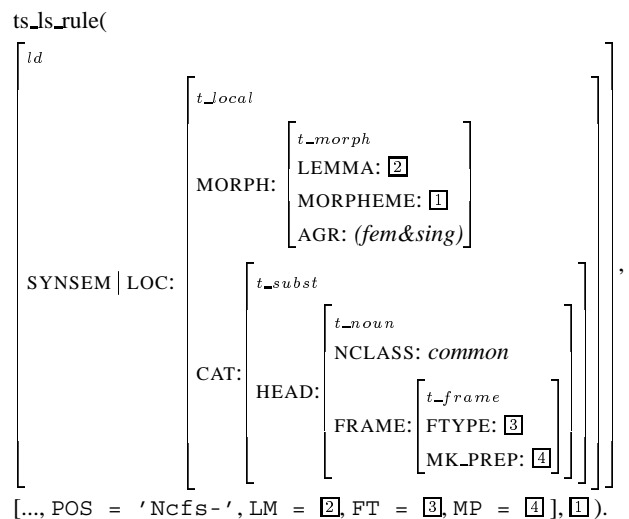 ts_ls_rule(
ld
t_local
t_morph
LEMMA: 2
MORPHEME: 1
AGR: (fem&sing)
MORPH:
SYNSEM | LOC:
t_subst
t_noun
NCLASS: common
CAT:
HEAD:
t_frame
FRAME: FTYPE: 3
MK_PREP: 4
,
[..., POS = 'Ncfs-', LM = 2, FT = 3, MP = 4 ], 1 ).